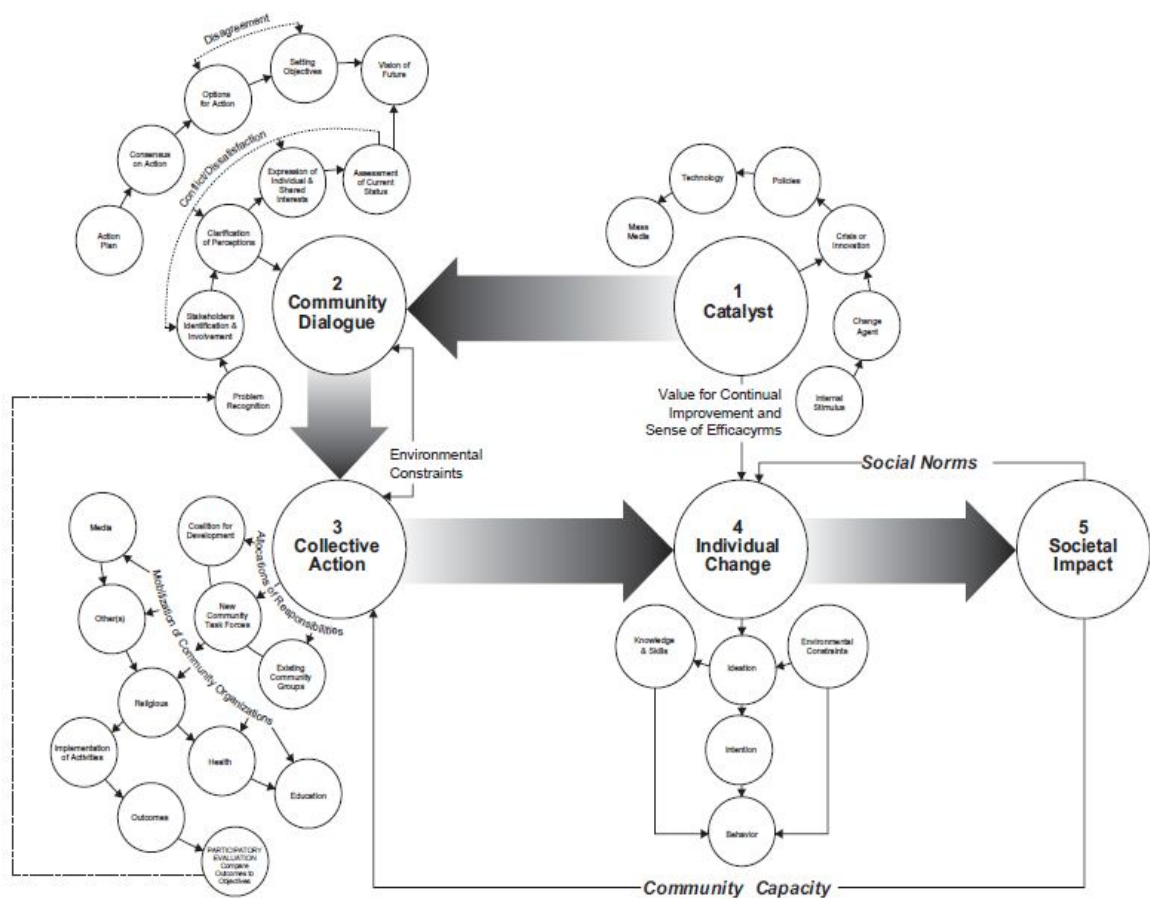 Disagreement
Setting
Objectives
Vision of
Future
Options
for Action
Consensus
on Action
Action
Plan
Conflict/Dissatisfaction
Expression of
Individual &
Shared
Interests
Assessment
of Current
Status
Clarification
of Perceptions
Stakeholders
Identification &
Involvement
Problem
Recognition
2
Community
Dialogue
Technology
Policies
Mass
Media
Crisis or
Innovation
Change
Agent
Internal
Stimulus
1
Catalyst
Value for Continual
Improvement and
Sense of Efficacyrms
Environmental
Constraints
Social Norms
3
Collective
Action
4
Individual
Change
5
Societal
Impact
Media
Coalition for
Development
Allocations of Responsibilities
Mobilization of Community Organizations
Other(s)
New
Community
Task Forces
Existing
Community
Groups
Religious
Implementation
of Activities
Health
Education
Outcomes
PARTICIPATORY
EVALUATION
Compare
Outcomes to
Objectives
Knowledge
& Skills
Environmental
Constraints
Ideation
Intention
Behavior
Community Capacity